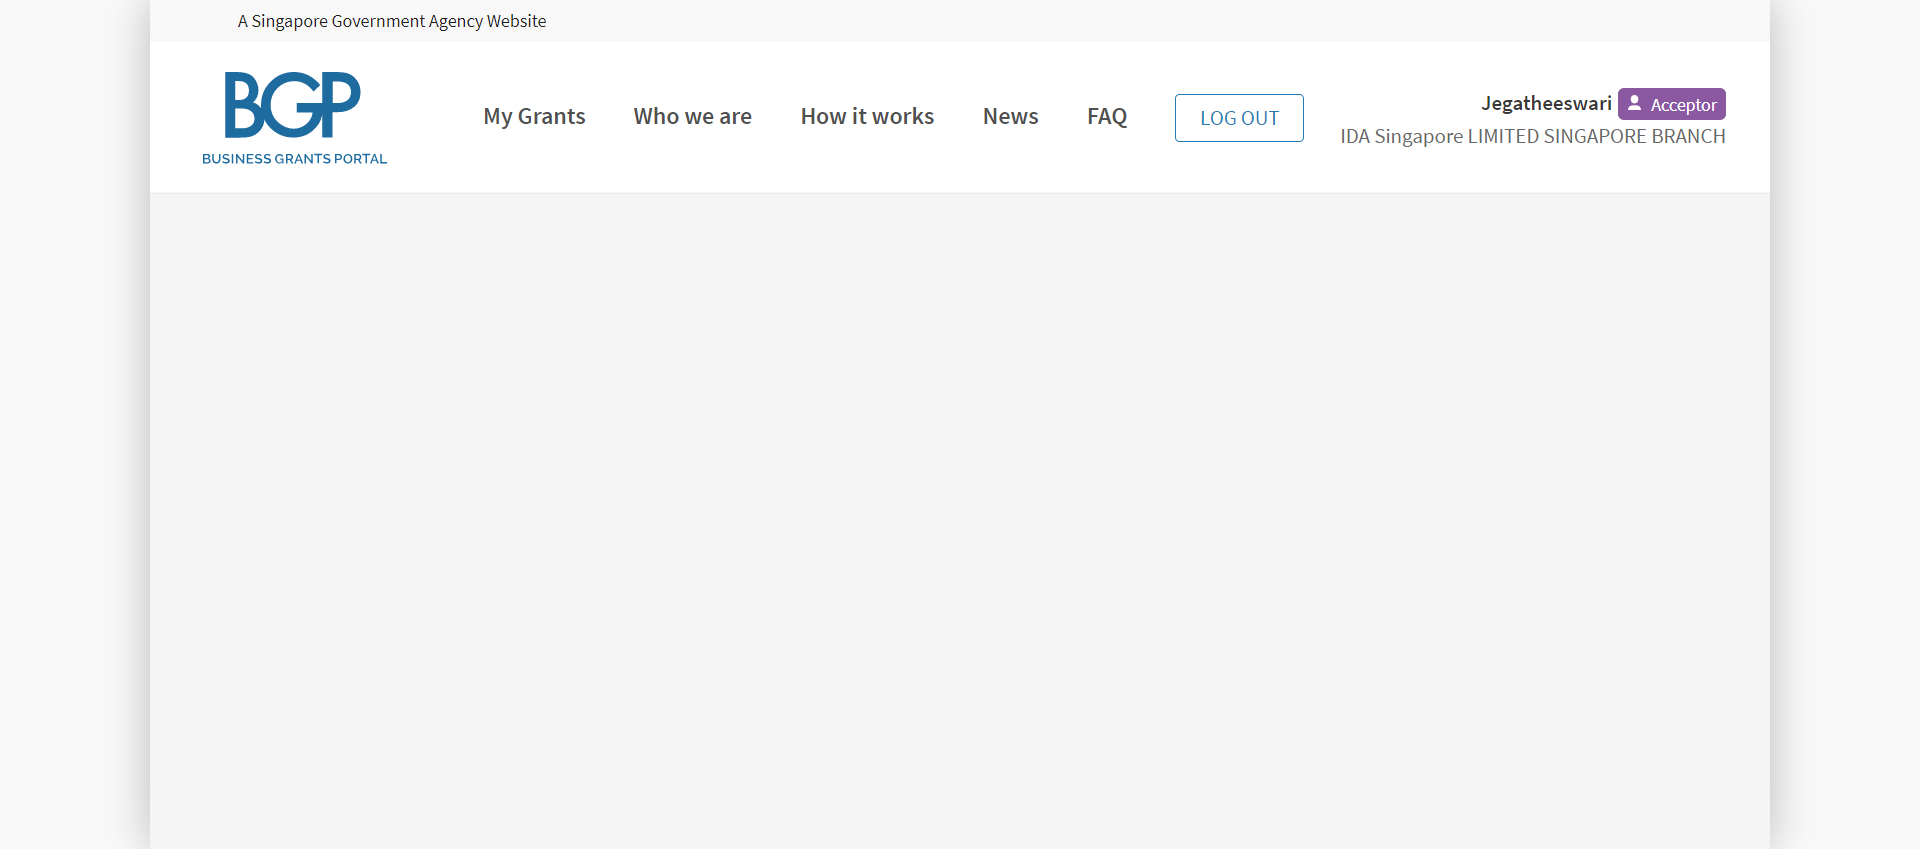 A Singapore Government Agency Website
BGP
BUSINESS GRANTS PORTAL
My Grants
Who we are
How it works
News
FAQ
LOG OUT
Jegatheeswari Acceptor
IDA Singapore LIMITED SINGAPORE BRANCH